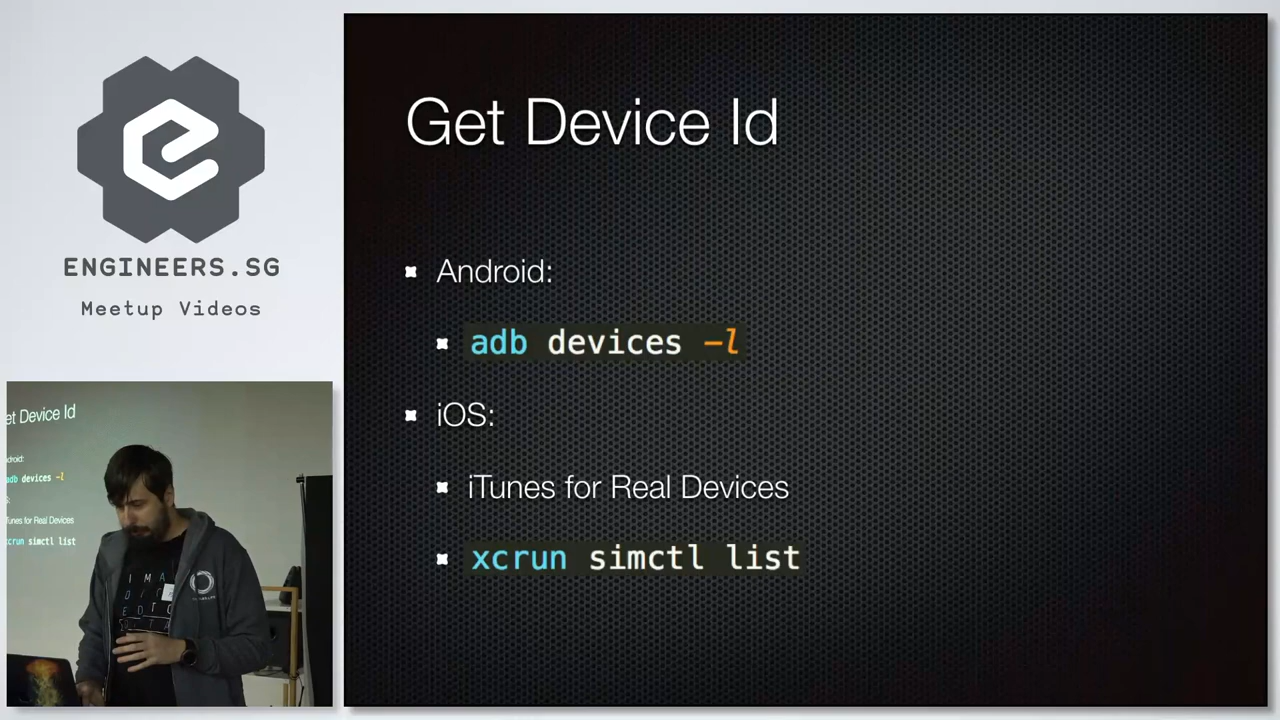 ENGINEERS.SG
Meetup Videos
Get Device Id
Android:
adb devices -l
iOS:
iTunes for Real Devices
xcrun simctl list
et Device Id
droid:
adb devices -l
S:
Tunes for Real Devices
xcrun simctl list